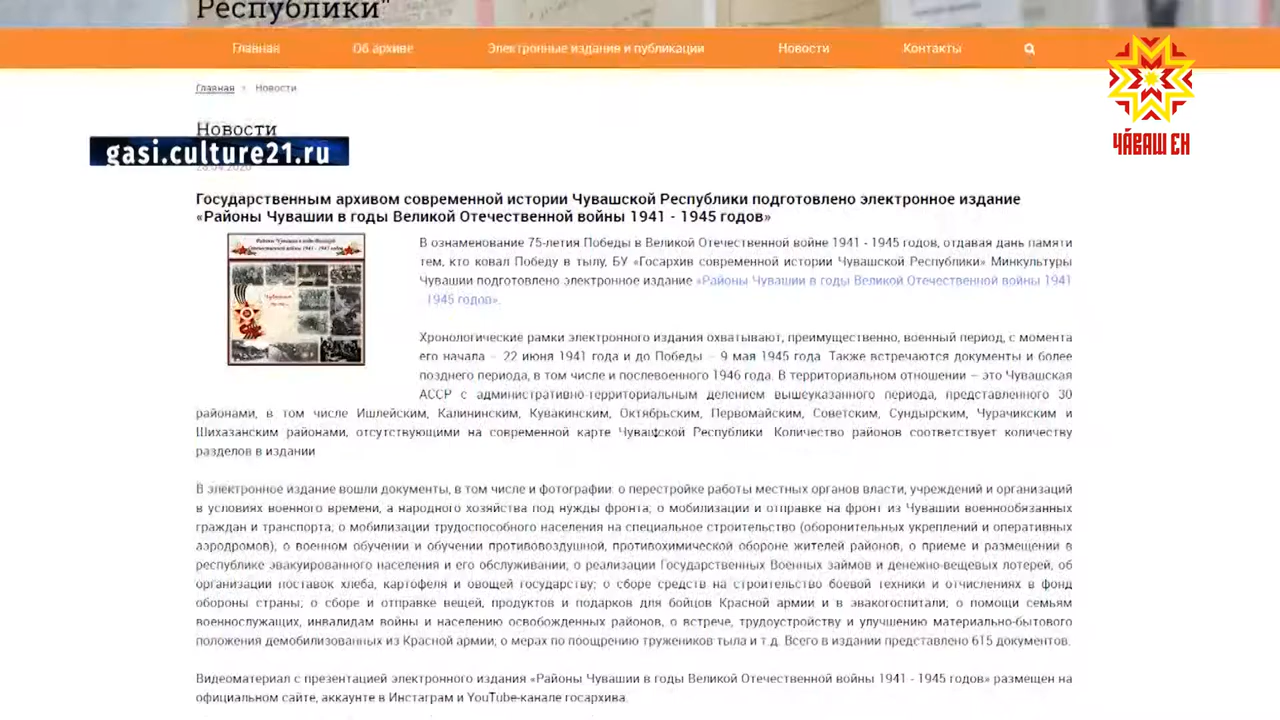 Республики"
Главная Об архиве Электронные издания и публикации Новости Контакты
ЧӐВАШ ЕН
Главная › Новости
Новости
gasi.culture21.ru
Государственным архивом современной истории Чувашской Республики подготовлено электронное издание
«Районы Чувашии в годы Великой Отечественной войны 1941 - 1945 годов»
Районы Чувашии в годы Великой
Отечественной войны 1941 - 1945 годов
В ознаменование 75-летия Победы в Великой Отечественной войне 1941 - 1945 годов, отдавая дань памяти
тем, кто ковал Победу в тылу, БУ «Госархив современной истории Чувашской Республики» Минкультуры
Чувашии подготовлено электронное издание «Районы Чувашии в годы Великой Отечественной войны 1941
- 1945 годов».
Хронологические рамки электронного издания охватывают, преимущественно, военный период, с момента
его начала – 22 июня 1941 года и до Победы – 9 мая 1945 года. Также встречаются документы и более
позднего периода, в том числе и послевоенного 1946 года. В территориальном отношении – это Чувашская
АССР с административно-территориальным делением вышеуказанного периода, представленного 30
районами, в том числе Ишлейским, Калининским, Кувакинским, Октябрьским, Первомайским, Советским, Сундырским, Чурачикским и
Шихазанским районами, отсутствующими на современной карте Чувашской Республики. Количество районов соответствует количеству
разделов в издании.
В электронное издание вошли документы, в том числе и фотографии: о перестройке работы местных органов власти, учреждений и организаций
в условиях военного времени, а народного хозяйства под нужды фронта; о мобилизации и отправке на фронт из Чувашии военнообязанных
граждан и транспорта; о мобилизации трудоспособного населения на специальное строительство (оборонительных укреплений и оперативных
аэродромов), о военном обучении и обучении противовоздушной, противохимической обороне жителей районов, о приеме и размещении в
республике эвакуированного населения и его обслуживании; о реализации Государственных Военных займов и денежно-вещевых лотерей, об
организации поставок хлеба, картофеля и овощей государству; о сборе средств на строительство боевой техники и отчислениях в фонд
обороны страны; о сборе и отправке вещей, продуктов и подарков для бойцов Красной армии и в эвакогоспитали; о помощи семьям
военнослужащих, инвалидам войны и населению освобожденных районов, о встрече, трудоустройству и улучшению материально-бытового
положения демобилизованных из Красной армии; о мерах по поощрению тружеников тыла и т.д. Всего в издании представлено 615 документов.
Видеоматериал с презентацией электронного издания «Районы Чувашии в годы Великой Отечественной войны 1941 - 1945 годов» размещен на
официальном сайте, аккаунте в Инстаграм и YouTube-канале госархива.